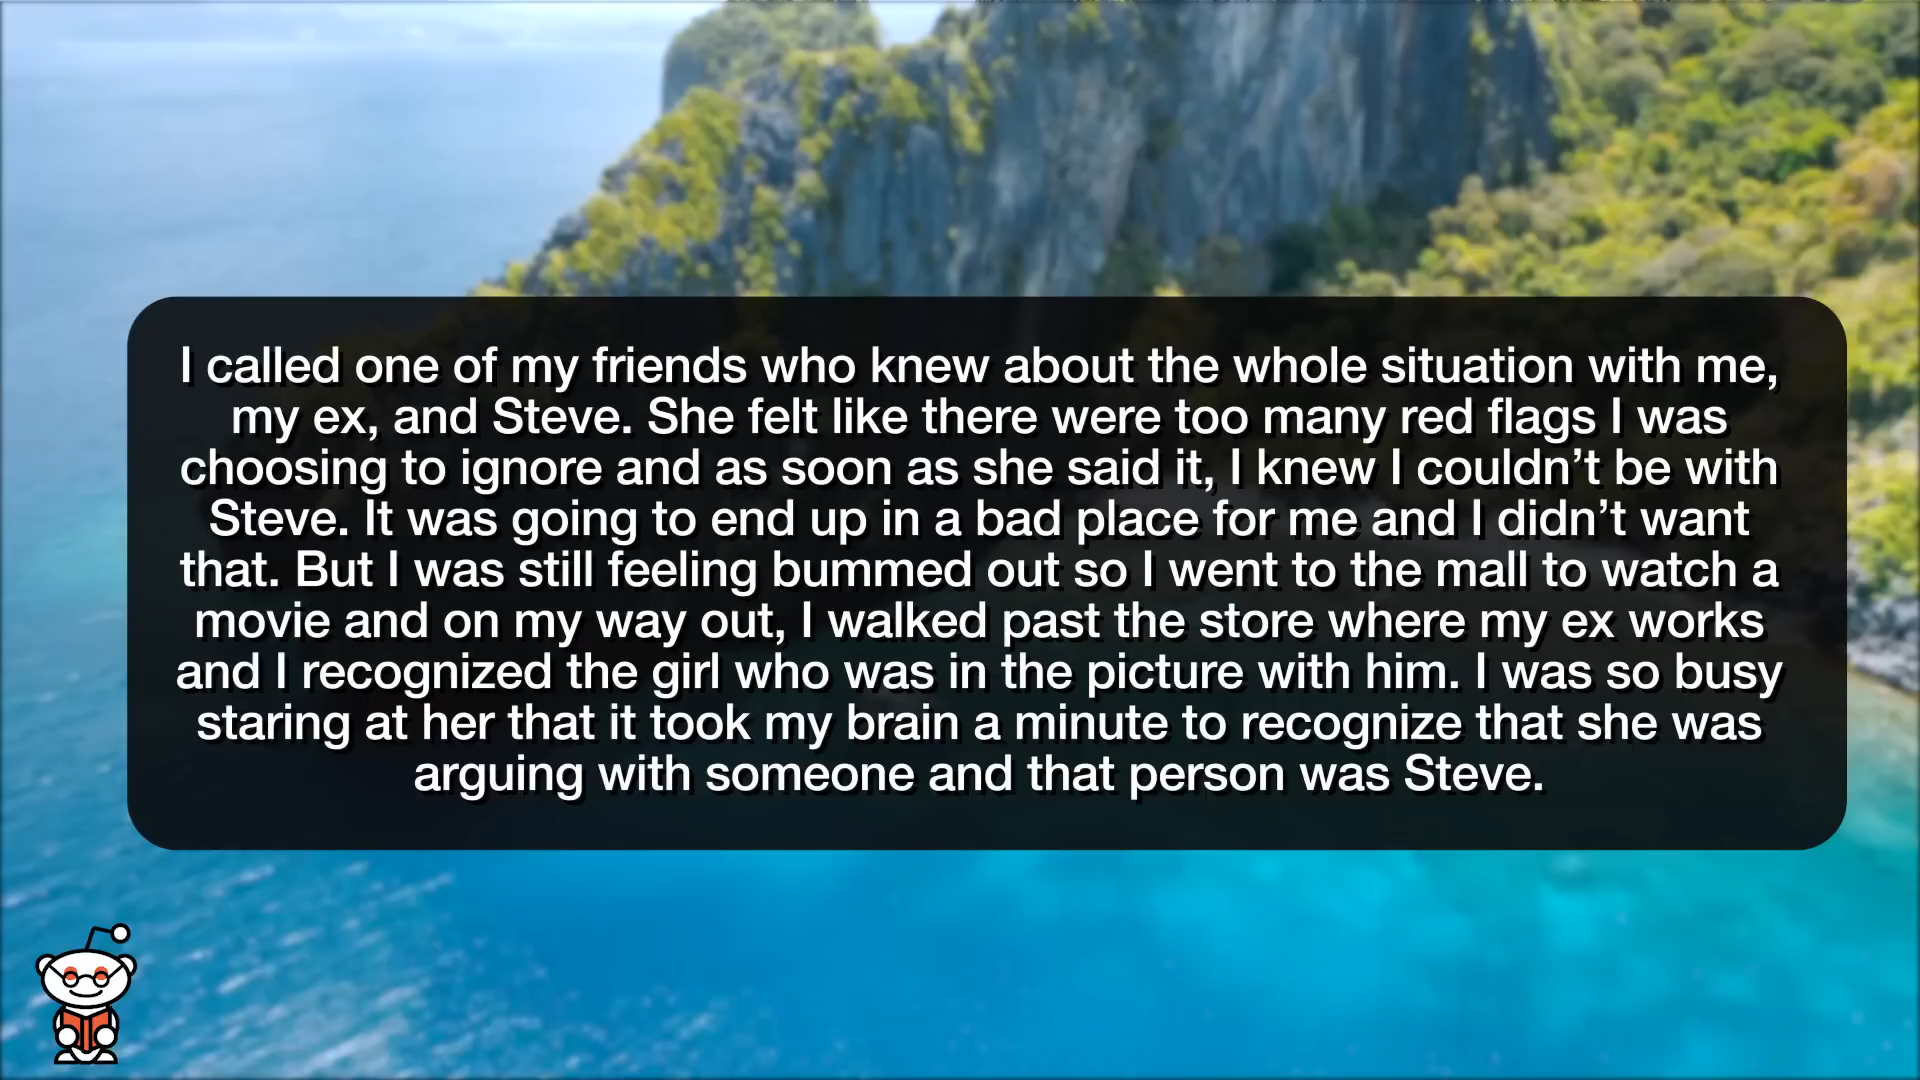 I called one of my friends who knew about the whole situation with me,
my ex, and Steve. She felt like there were too many red flags I was
choosing to ignore and as soon as she said it, I knew I couldn’t be with
Steve. It was going to end up in a bad place for me and I didn’t want
that. But I was still feeling bummed out so I went to the mall to watch a
movie and on my way out, I walked past the store where my ex works
and I recognized the girl who was in the picture with him. I was so busy
staring at her that it took my brain a minute to recognize that she was
arguing with someone and that person was Steve.